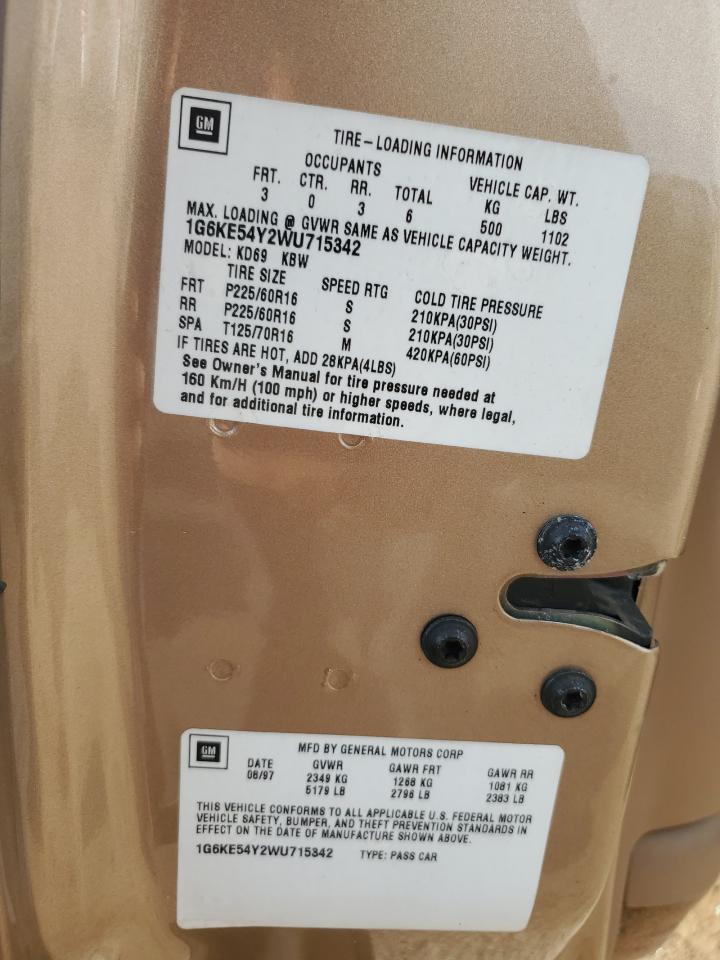 GM
TIRE-LOADING INFORMATION
OCCUPANTS VEHICLE CAP. WT.
FRT. CTR. RR. TOTAL KG LBS
3 0 3 6 500 1102
MAX. LOADING @ GVWR SAME AS VEHICLE CAPACITY WEIGHT.
1G6KE54Y2WU715342
MODEL: KD69 KBW
TIRE SIZE SPEED RTG COLD TIRE PRESSURE
FRT P225/60R16 S 210KPA(30PSI)
RR P225/60R16 S 210KPA(30PSI)
SPA T125/70R16 M 420KPA(60PSI)
IF TIRES ARE HOT, ADD 28KPA(4LBS)
See Owner's Manual for tire pressure needed at
160 Km/H (100 mph) or higher speeds, where legal,
and for additional tire information.
GM
MFD BY GENERAL MOTORS CORP
DATE GVWR GAWR FRT GAWR RR
08/97 2349 KG 1268 KG 1081 KG
5179 LB 2796 LB 2383 LB
THIS VEHICLE CONFORMS TO ALL APPLICABLE U.S. FEDERAL MOTOR
VEHICLE SAFETY, BUMPER, AND THEFT PREVENTION STANDARDS IN
EFFECT ON THE DATE OF MANUFACTURE SHOWN ABOVE.
1G6KE54Y2WU715342 TYPE: PASS CAR